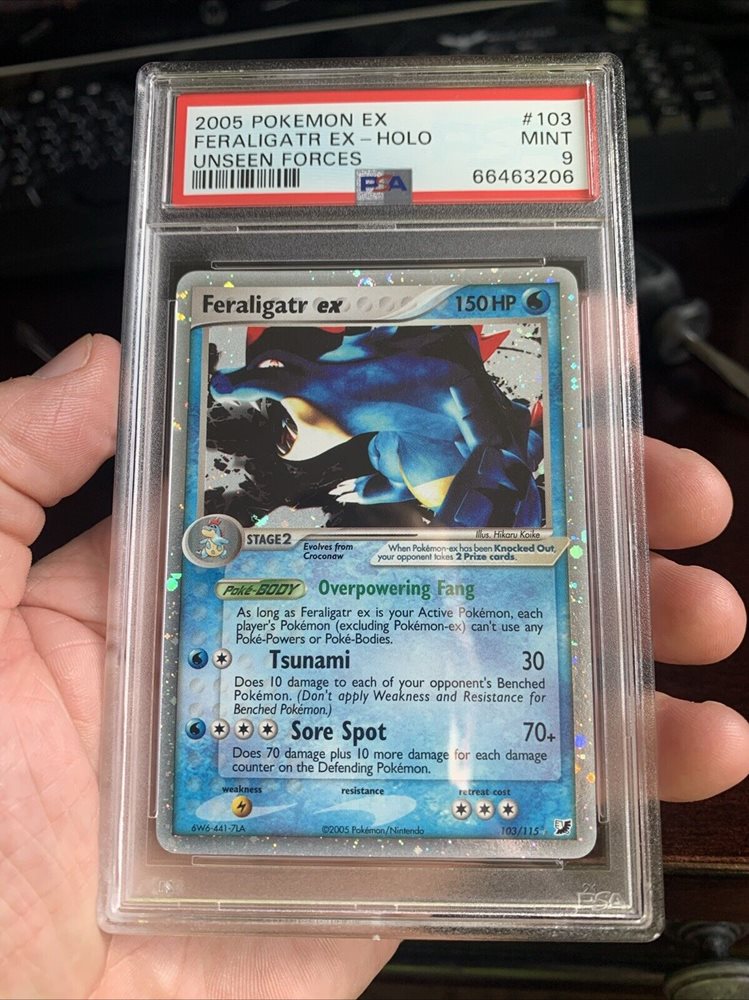 2005 POKEMON EX #103
FERALIGATR EX - HOLO MINT
UNSEEN FORCES 9
PSA 66463206
Feraligatr ex 150 HP
Illus. Hikaru Koike
STAGE2
Evolves from
Croconaw
When Pokémon-ex has been Knocked Out,
your opponent takes 2 Prize cards.
Poké-BODY Overpowering Fang
As long as Feraligatr ex is your Active Pokémon, each
player's Pokémon (excluding Pokémon-ex) can't use any
Poké-Powers or Poké-Bodies.
Tsunami 30
Does 10 damage to each of your opponent's Benched
Pokémon. (Don't apply Weakness and Resistance for
Benched Pokémon.)
Sore Spot 70+
Does 70 damage plus 10 more damage for each damage
counter on the Defending Pokémon.
weakness resistance retreat cost
6W6-441-7LA ©2005 Pokémon/Nintendo 103/115
PSA